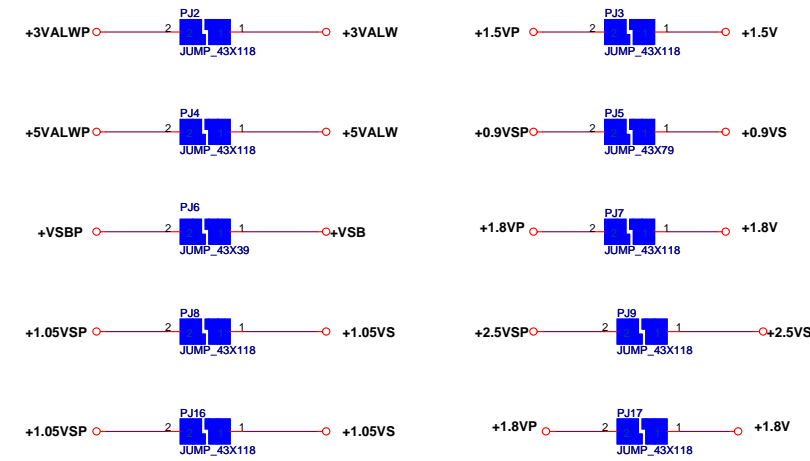 PJ2
+3VALWP 2 2 1 1 +3VALW
JUMP_43X118
PJ3
+1.5VP 2 2 1 1 +1.5V
JUMP_43X118
PJ4
+5VALWP 2 2 1 1 +5VALW
JUMP_43X118
PJ5
+0.9VSP 2 2 1 1 +0.9VS
JUMP_43X79
PJ6
+VSBP 2 2 1 1 +VSB
JUMP_43X39
PJ7
+1.8VP 2 2 1 1 +1.8V
JUMP_43X118
PJ8
+1.05VSP 2 2 1 1 +1.05VS
JUMP_43X118
PJ9
+2.5VSP 2 2 1 1 +2.5VS
JUMP_43X118
PJ16
+1.05VSP 2 2 1 1 +1.05VS
JUMP_43X118
PJ17
+1.8VP 2 2 1 1 +1.8V
JUMP_43X118